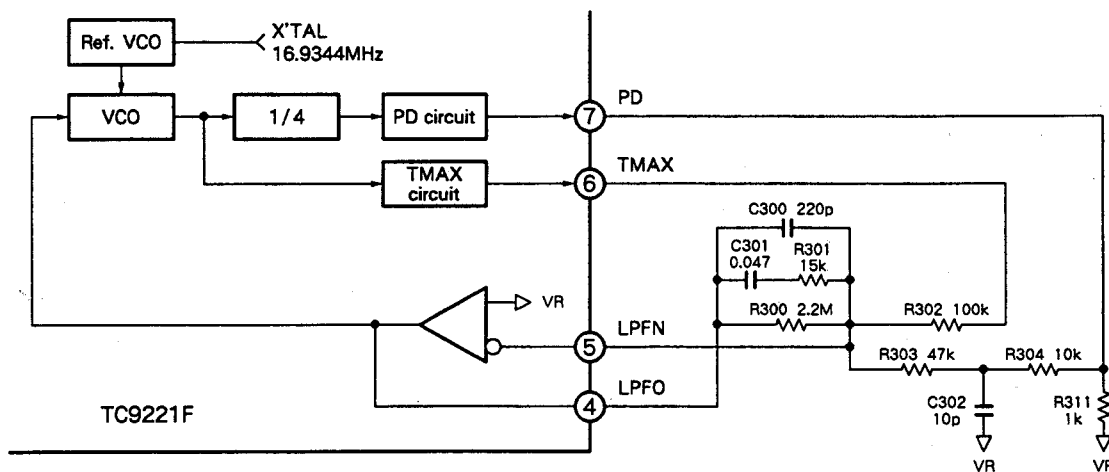 X'TAL
16.9344MHz
Ref. VCO
VCO
1/4
PD circuit
7
PD
TMAX
circuit
6
TMAX
C300 220p
C301
0.047
R301
15k
R300 2.2M
R302 100k
VR
5
LPFN
R303 47k
R304 10k
4
LPFO
C302
10p
R311
1k
TC9221F
VR
VR